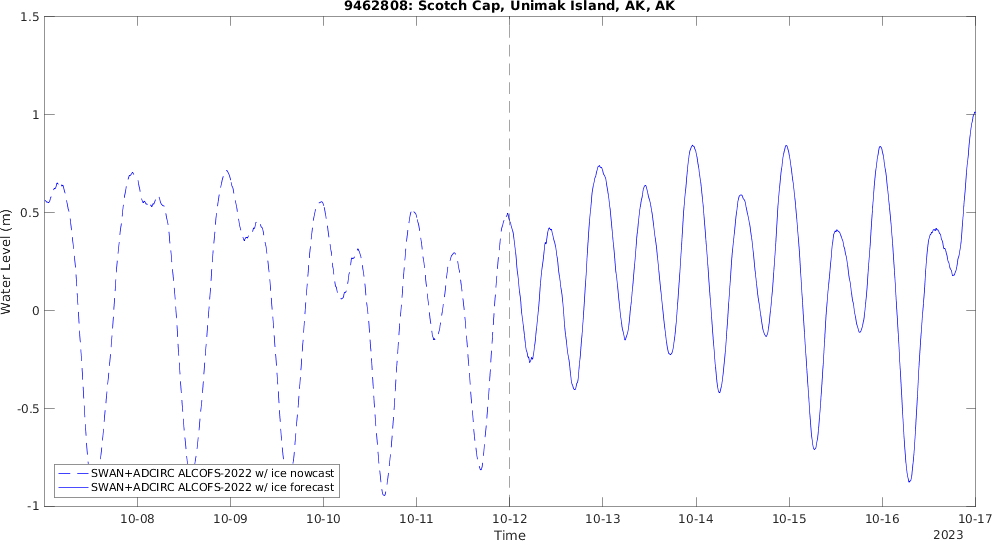 9462808: Scotch Cap, Unimak Island, AK, AK
1.5
1
0.5
0
-0.5
-1
Water Level (m)
SWAN+ADCIRC ALCOFS-2022 w/ ice nowcast
SWAN+ADCIRC ALCOFS-2022 w/ ice forecast
10-08 10-09 10-10 10-11 10-12 10-13 10-14 10-15 10-16 10-17
Time
2023